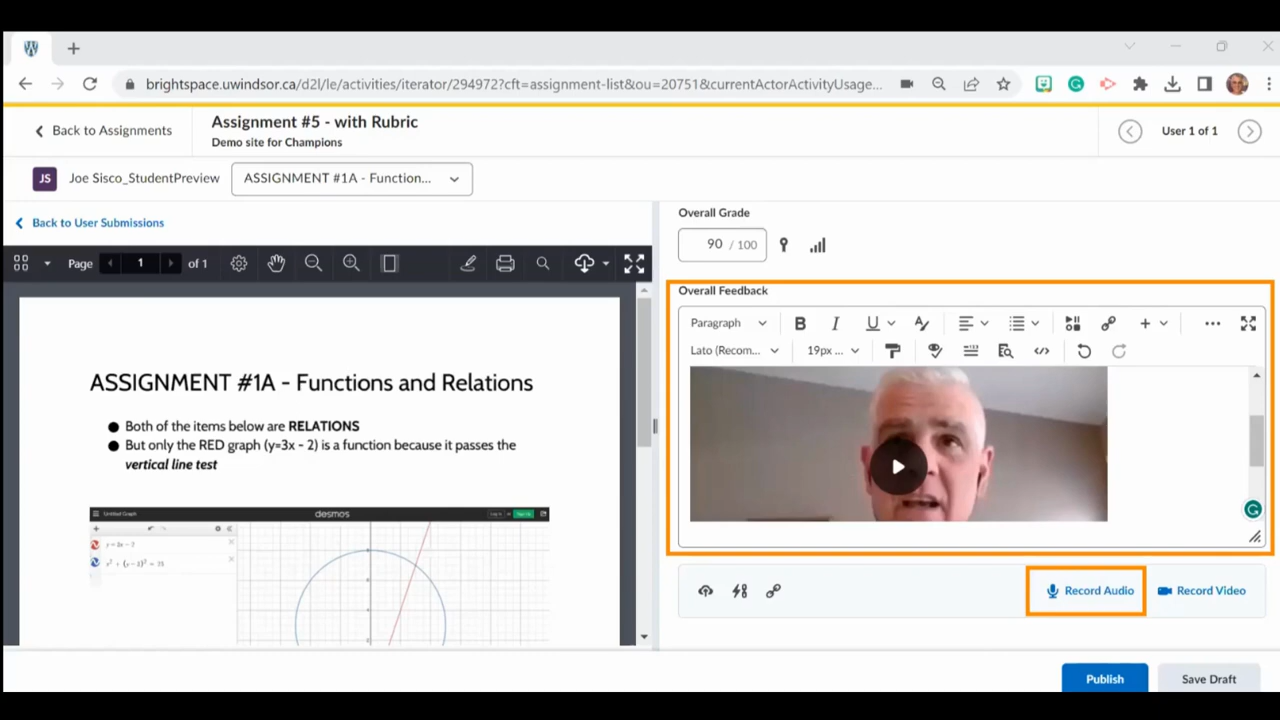 brightspace.uwindsor.ca/d2l/le/activities/iterator/294972?cft=assignment-list&ou=20751&currentActorActivityUsage...
Back to Assignments
Assignment #5 - with Rubric
Demo site for Champions
User 1 of 1
JS
Joe Sisco_StudentPreview
ASSIGNMENT #1A - Function...
Back to User Submissions
Page 1 of 1
ASSIGNMENT #1A - Functions and Relations
Both of the items below are RELATIONS
But only the RED graph (y=3x - 2) is a function because it passes the
vertical line test
Untitled Graph
desmos
y = 3x - 2
Overall Grade
90 / 100
Overall Feedback
Paragraph
B I U
Lato (Recom...
19px ...
Record Audio
Record Video
Publish
Save Draft